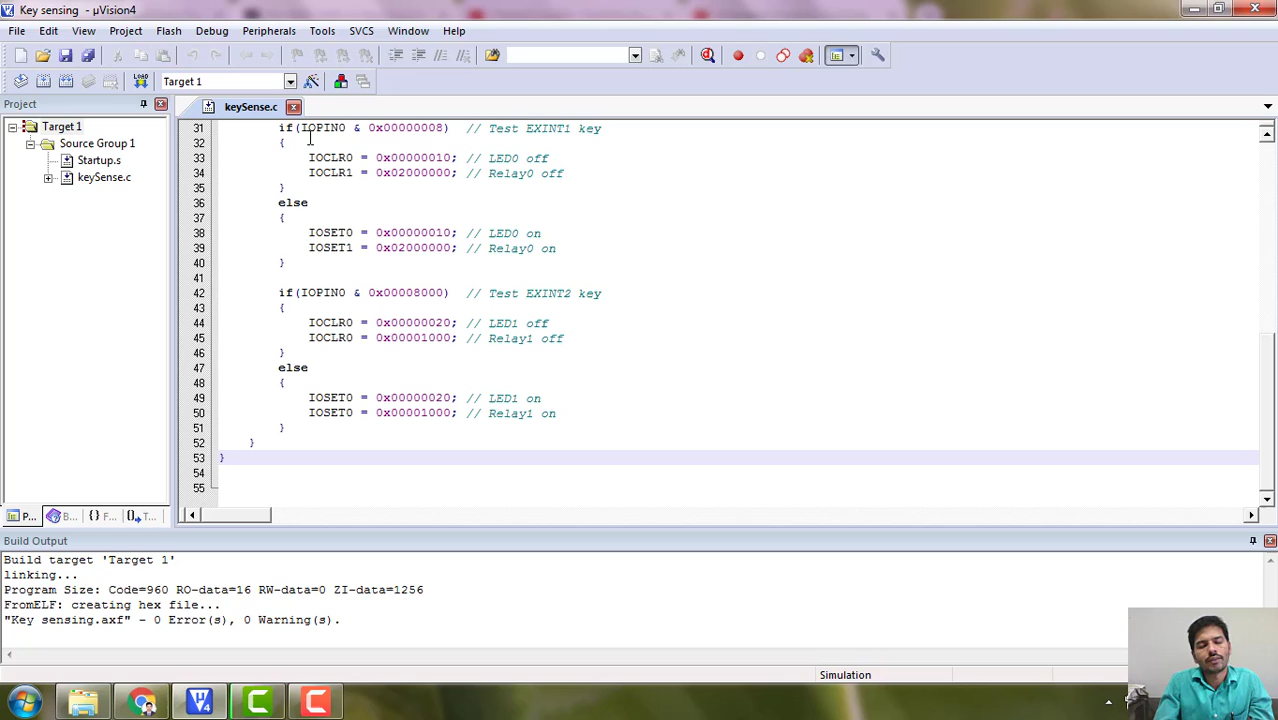 Key sensing - µVision4
File Edit View Project Flash Debug Peripherals Tools SVCS Window Help
LOAD Target 1
Project
Target 1
Source Group 1
Startup.s
keySense.c
P... B... {} F... T...
keySense.c
31 if(IOPIN0 & 0x00000008) // Test EXINT1 key
32 {
33 IOCLR0 = 0x00000010; // LED0 off
34 IOCLR1 = 0x02000000; // Relay0 off
35 }
36 else
37 {
38 IOSET0 = 0x00000010; // LED0 on
39 IOSET1 = 0x02000000; // Relay0 on
40 }
41
42 if(IOPIN0 & 0x00008000) // Test EXINT2 key
43 {
44 IOCLR0 = 0x00000020; // LED1 off
45 IOCLR0 = 0x00001000; // Relay1 off
46 }
47 else
48 {
49 IOSET0 = 0x00000020; // LED1 on
50 IOSET0 = 0x00001000; // Relay1 on
51 }
52 }
53 }
54
55
Build Output
Build target 'Target 1'
linking...
Program Size: Code=960 RO-data=16 RW-data=0 ZI-data=1256
FromELF: creating hex file...
"Key sensing.axf" - 0 Error(s), 0 Warning(s).
Simulation